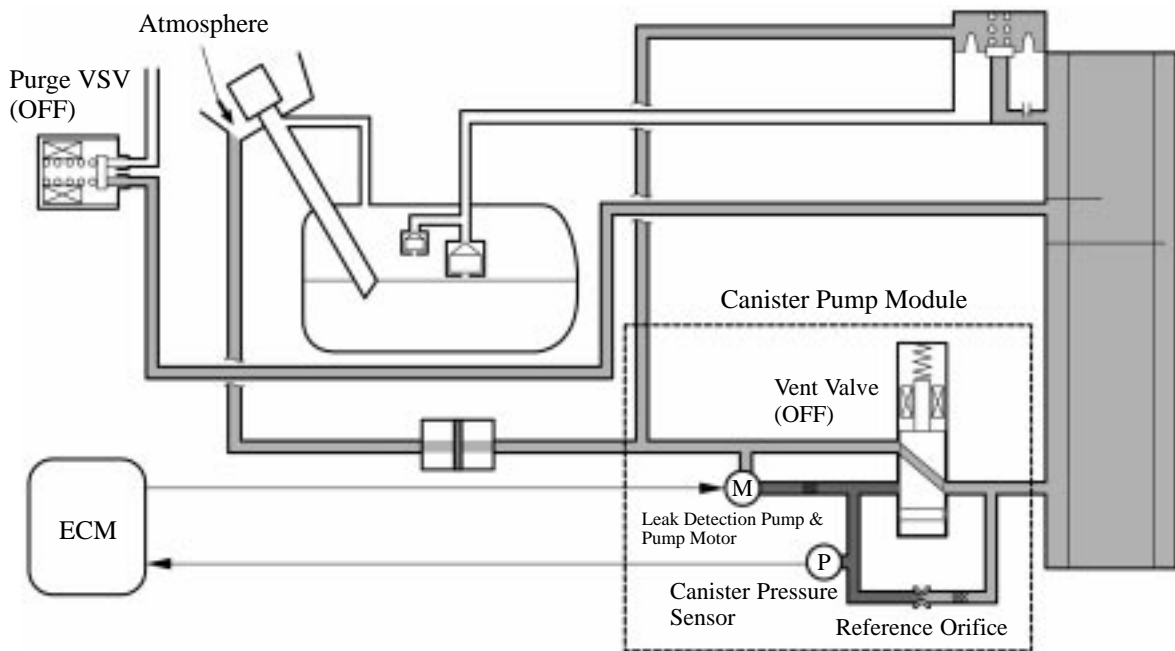 Atmosphere
Purge VSV
(OFF)
Canister Pump Module
Vent Valve
(OFF)
M
Leak Detection Pump &
Pump Motor
ECM
P
Canister Pressure
Sensor
Reference Orifice